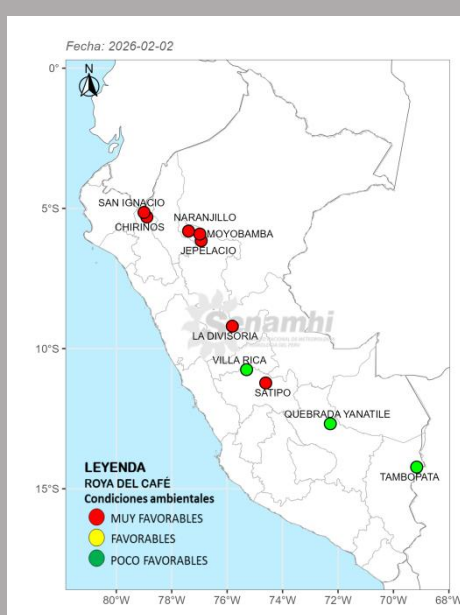 Fecha: 2026-02-02
N
0°
5°S
10°S
15°S
SAN IGNACIO
CHIRINOS
NARANJILLO
MOYOBAMBA
JEPELACIO
Senamhi
LA DIVISORIA
VILLA RICA
SATIPO
QUEBRADA YANATILE
TAMBOPATA
LEYENDA
ROYA DEL CAFÉ
Condiciones ambientales
MUY FAVORABLES
FAVORABLES
POCO FAVORABLES
80°W 78°W 76°W 74°W 72°W 70°W 68°W